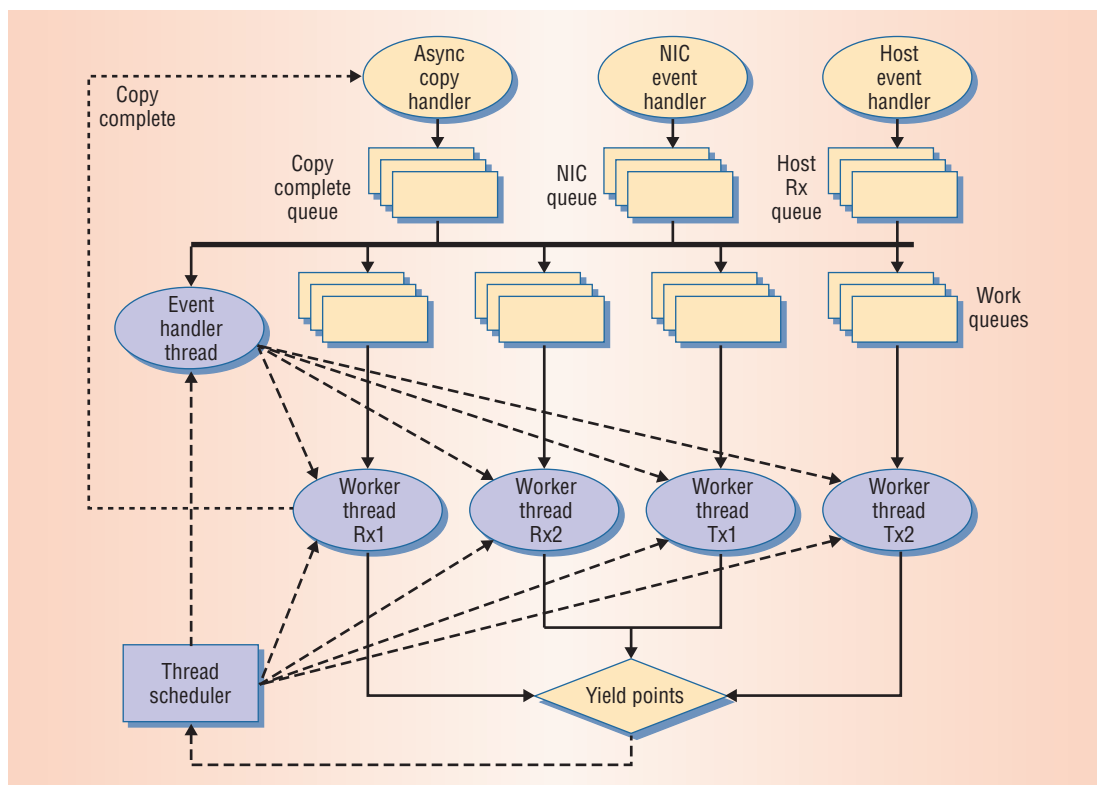 Async
copy
handler
NIC
event
handler
Host
event
handler
Copy
complete
Copy
complete
queue
NIC
queue
Host
Rx
queue
Event
handler
thread
Work
queues
Worker
thread
Rx1
Worker
thread
Rx2
Worker
thread
Tx1
Worker
thread
Tx2
Thread
scheduler
Yield points